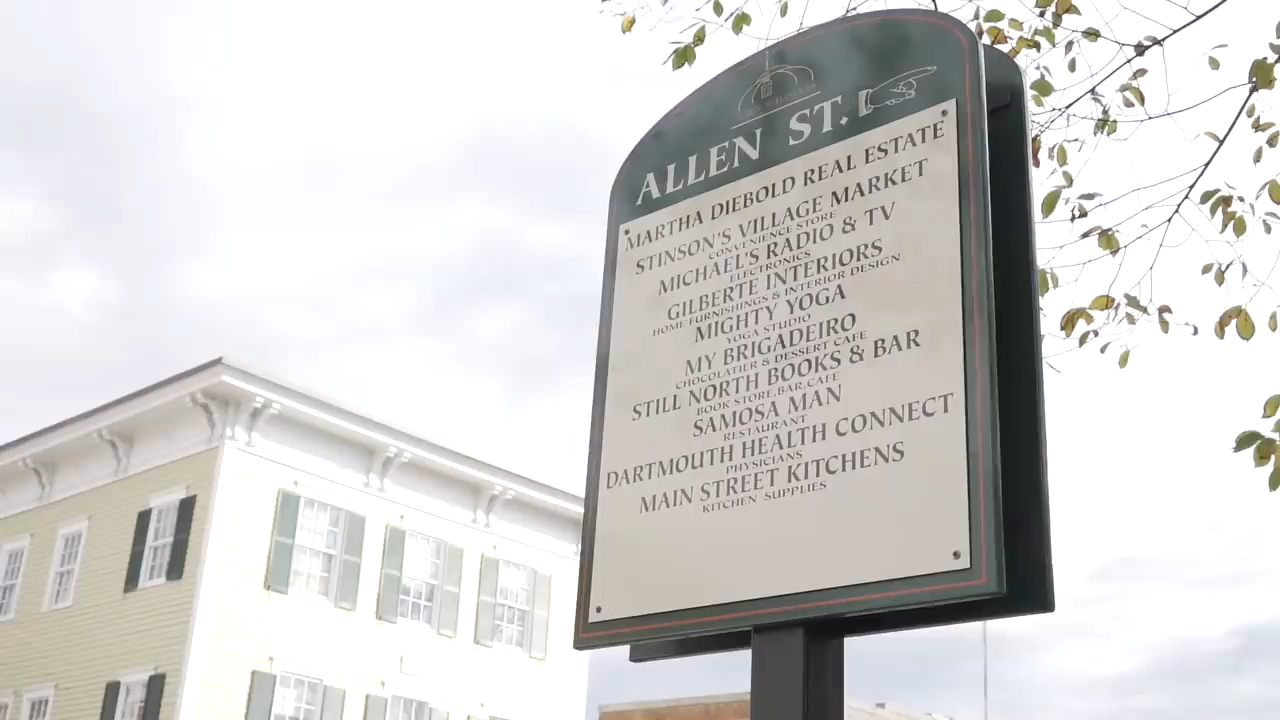 ALLEN ST.
MARTHA DIEBOLD REAL ESTATE
STINSON'S VILLAGE MARKET
CONVENIENCE STORE
MICHAEL'S RADIO & TV
ELECTRONICS
GILBERTE INTERIORS
HOME FURNISHINGS & INTERIOR DESIGN
MIGHTY YOGA
YOGA STUDIO
MY BRIGADEIRO
CHOCOLATIER & DESSERT CAFE
STILL NORTH BOOKS & BAR
BOOK STORE,BAR,CAFE
SAMOSA MAN
RESTAURANT
DARTMOUTH HEALTH CONNECT
PHYSICIANS
MAIN STREET KITCHENS
KITCHEN SUPPLIES